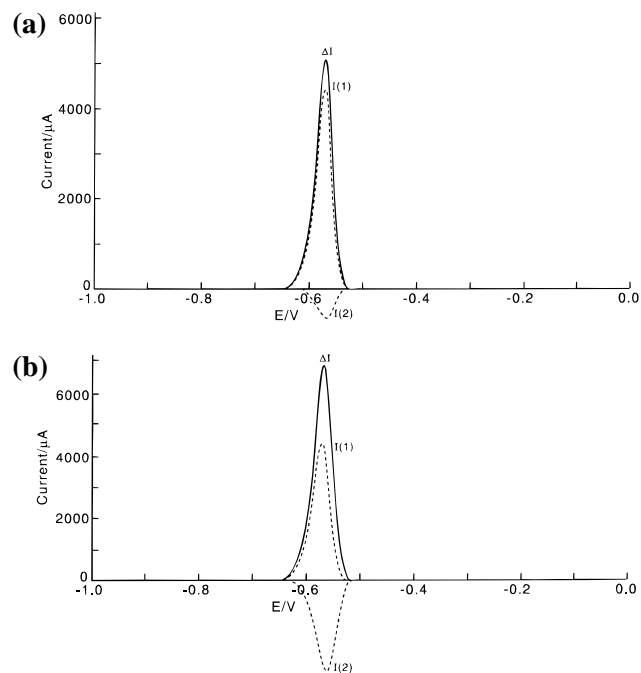 (a)
6000
4000
2000
0
Current/µA
ΔI
I(1)
I(2)
-1.0
-0.8
-0.6
-0.4
-0.2
0.0
E/V
(b)
6000
4000
2000
0
Current/µA
ΔI
I(1)
I(2)
-1.0
-0.8
-0.6
-0.4
-0.2
0.0
E/V